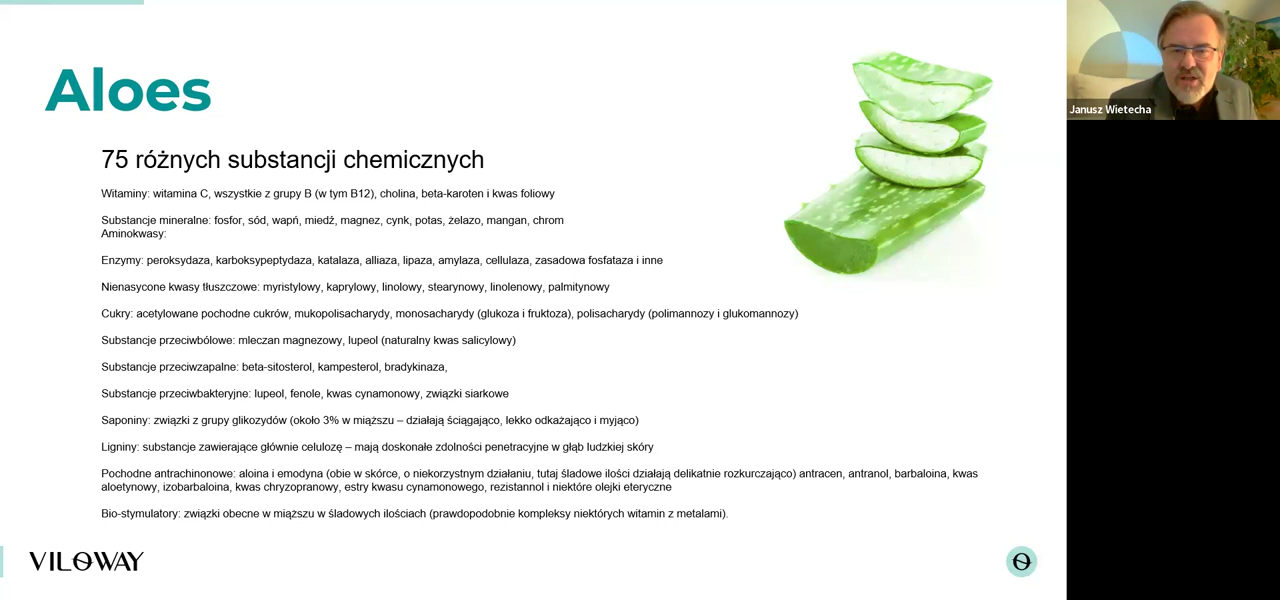 Aloes
75 różnych substancji chemicznych
Witaminy: witamina C, wszystkie z grupy B (w tym B12), cholina, beta-karoten i kwas foliowy
Substancje mineralne: fosfor, sód, wapń, miedź, magnez, cynk, potas, żelazo, mangan, chrom
Aminokwasy:
Enzymy: peroksydaza, karboksypeptydaza, katalaza, alliaza, lipaza, amylaza, cellulaza, zasadowa fosfataza i inne
Nienasycone kwasy tłuszczowe: myristylowy, kaprylowy, linolowy, stearynowy, linolenowy, palmitynowy
Cukry: acetylowane pochodne cukrów, mukopolisacharydy, monosacharydy (glukoza i fruktoza), polisacharydy (polimannozy i glukomannozy)
Substancje przeciwbólowe: mleczan magnezowy, lupeol (naturalny kwas salicylowy)
Substancje przeciwzapalne: beta-sitosterol, kampesterol, bradykinaza,
Substancje przeciwbakteryjne: lupeol, fenole, kwas cynamonowy, związki siarkowe
Saponiny: związki z grupy glikozydów (około 3% w miąższu – działają ściągająco, lekko odkażająco i myjąco)
Ligniny: substancje zawierające głównie celulozę – mają doskonałe zdolności penetracyjne w głąb ludzkiej skóry
Pochodne antrachinonowe: aloina i emodyna (obie w skórce, o niekorzystnym działaniu, tutaj śladowe ilości działają delikatnie rozkurczająco) antracen, antranol, barbaloina, kwas
aloetynowy, izobarbaloina, kwas chryzopranowy, estry kwasu cynamonowego, rezistannol i niektóre olejki eteryczne
Bio-stymulatory: związki obecne w miąższu w śladowych ilościach (prawdopodobnie kompleksy niektórych witamin z metalami).
VILOWAY
Janusz Wietecha